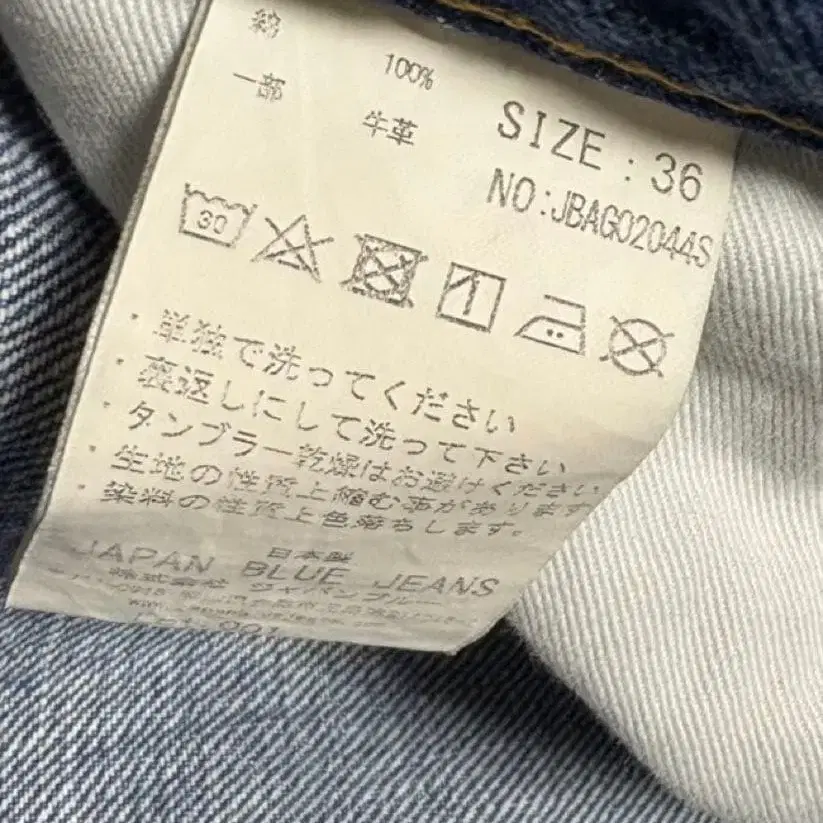 綿 100%
一部 牛革
SIZE : 36
NO:JBAG02044S
30
・単独で洗ってください
・裏返しにして洗って下さい
・タンブラー乾燥はお避けください
・生地の性質上縮む事があります
・染料の性質上色落ちします。
日本製
JAPAN BLUE JEANS
株式会社 ジャパンブルー